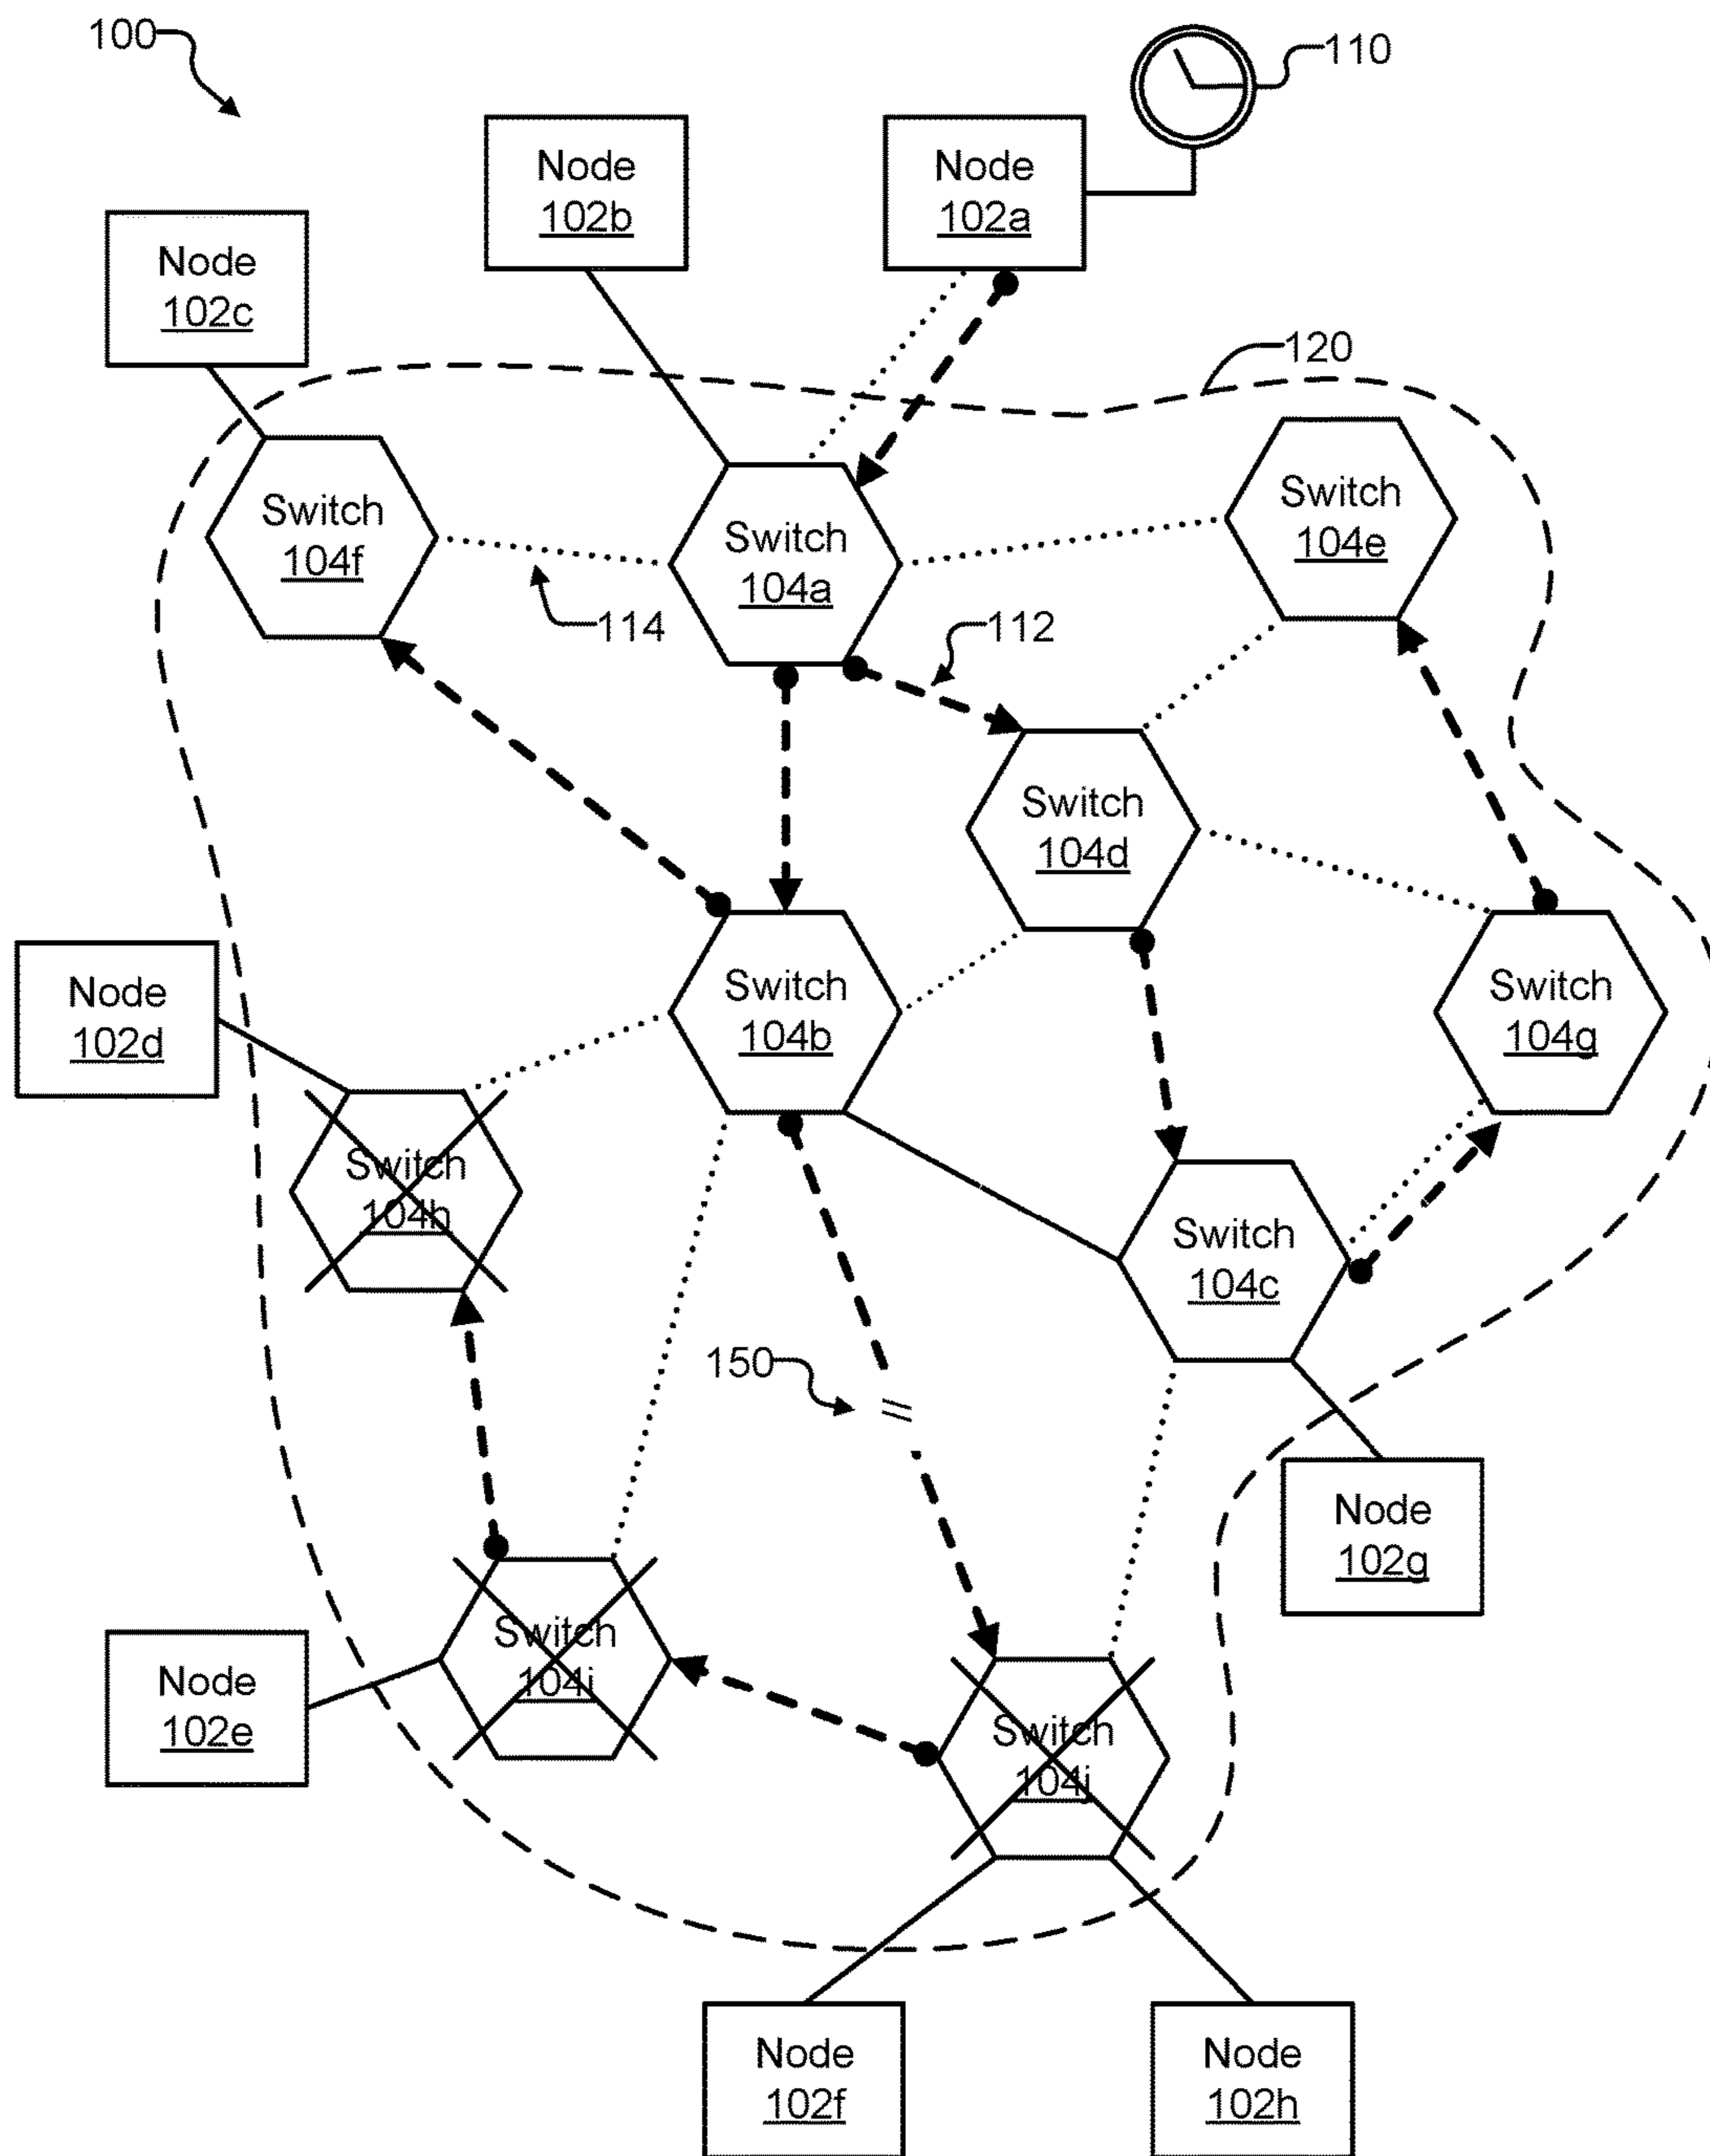 100
110
Node
102b
Node
102a
Node
102c
120
Switch
104e
Switch
104f
Switch
104a
114
112
Switch
104d
Node
102d
Switch
104b
Switch
104g
Switch
104h
Switch
104c
150
Node
102g
Switch
104i
Node
102e
Switch
104j
Node
102f
Node
102h